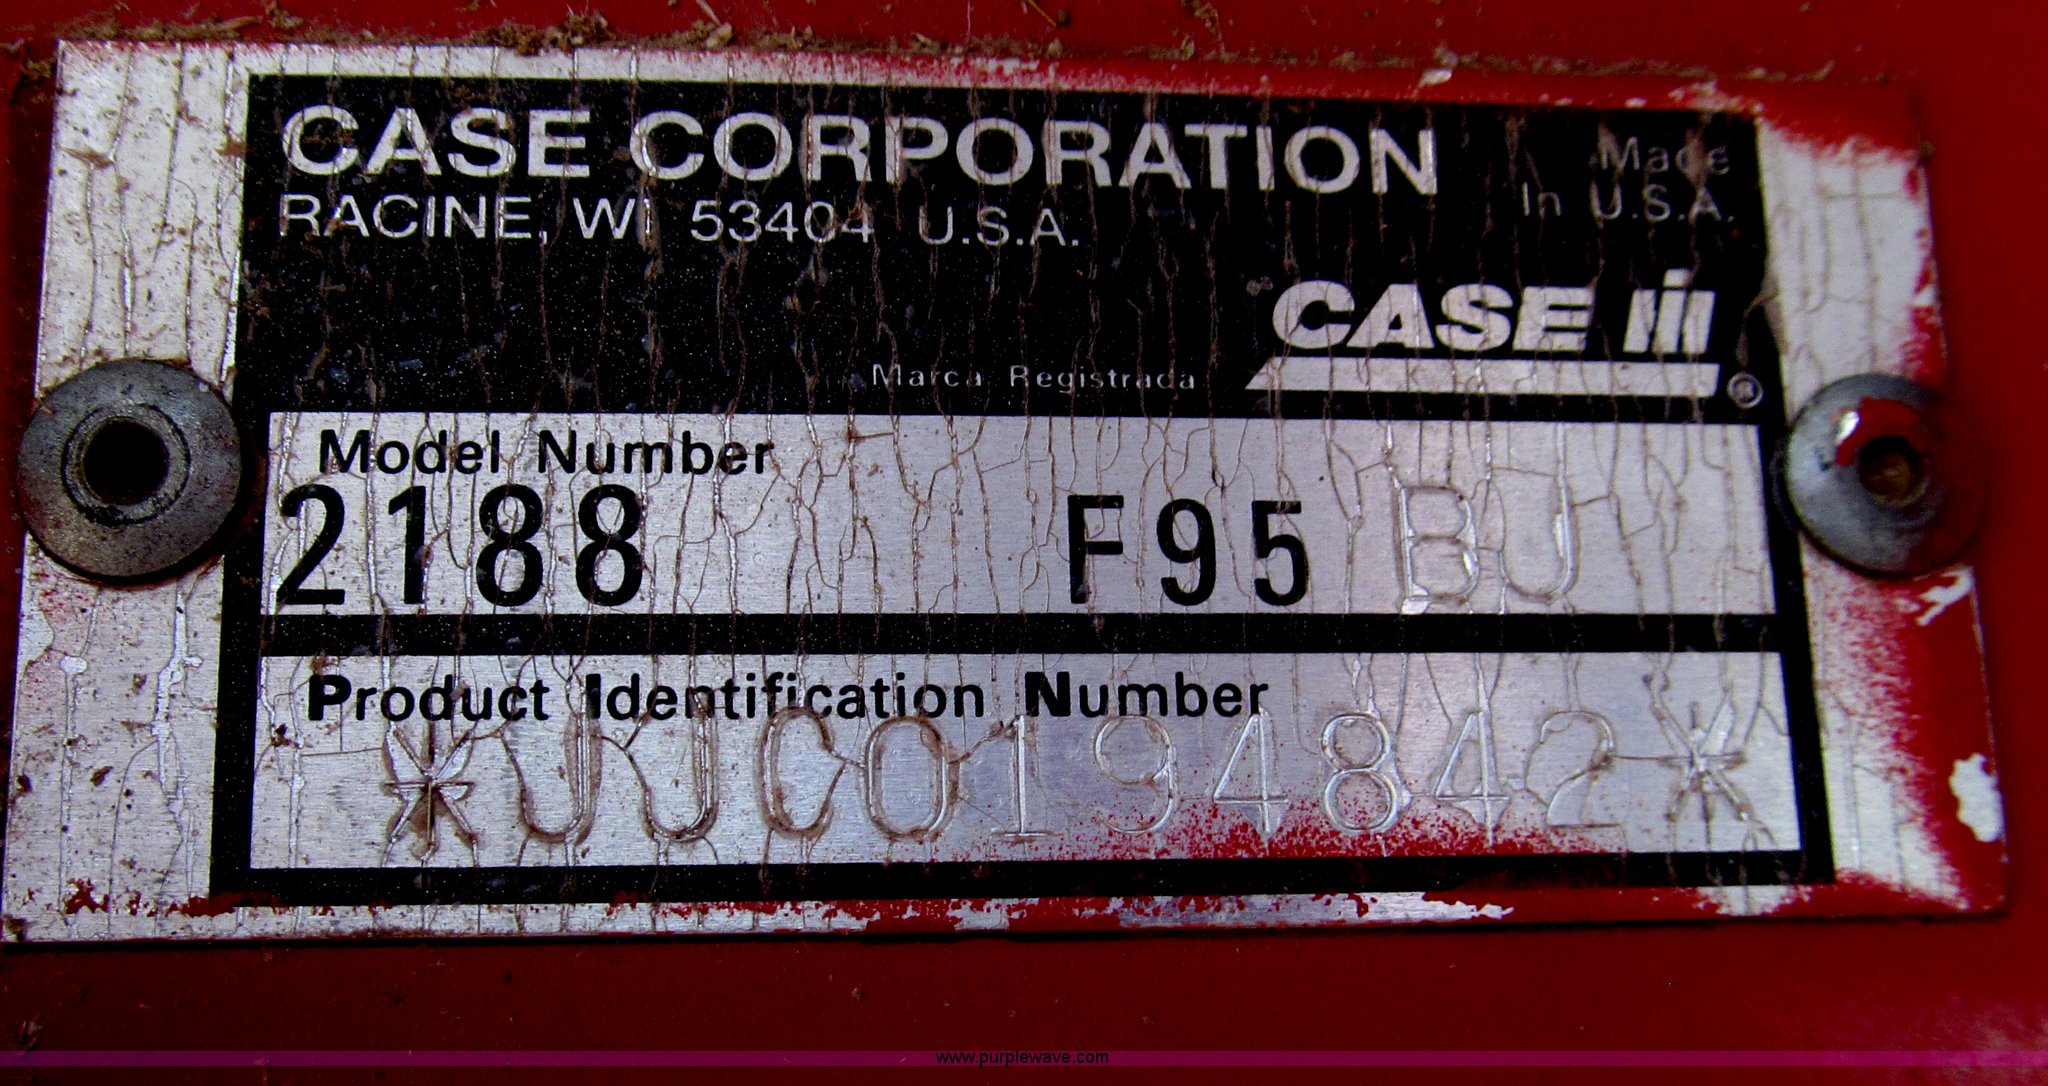 CASE CORPORATION
RACINE, WI 53404 U.S.A.
Made
In U.S.A.
CASE IH
Marca Registrada ®
Model Number
2188 F95 BJ
Product Identification Number
*JJC0194842*
www.purplewave.com